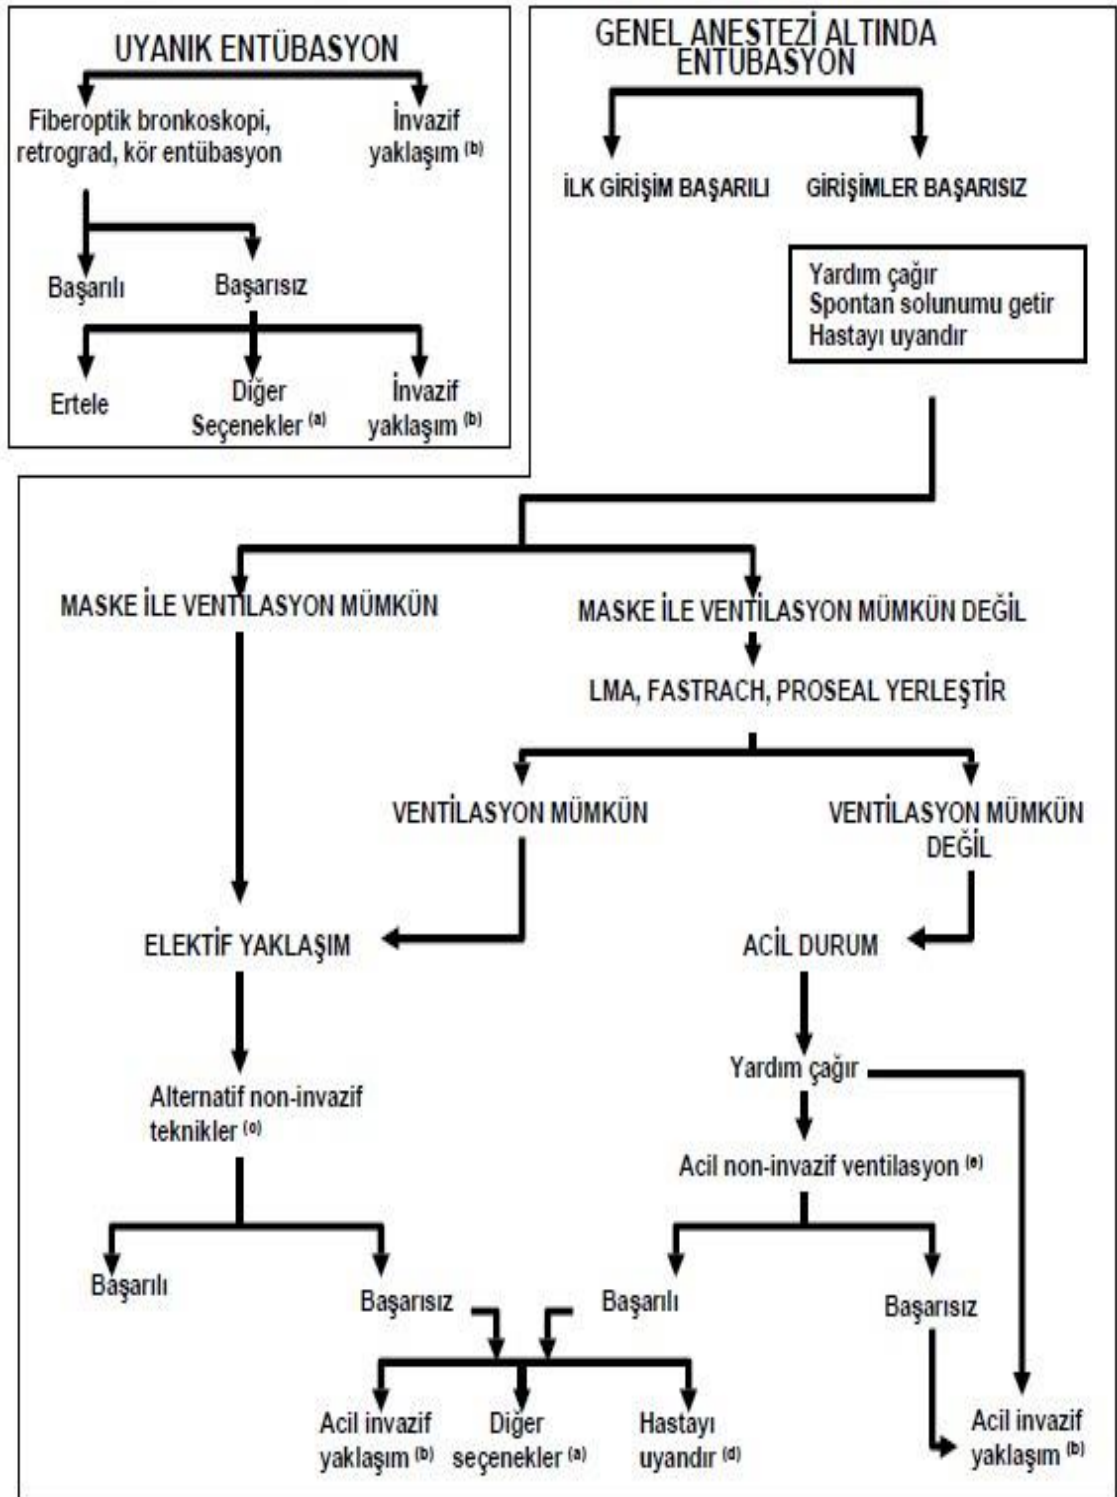 UYANIK ENTÜBASYON
Fiberoptik bronkoskopi,
retrograd, kör entübasyon
İnvazif
yaklaşım (b)
Başarılı
Başarısız
Ertele
Diğer
Seçenekler (a)
İnvazif
yaklaşım (b)
GENEL ANESTEZİ ALTINDA
ENTÜBASYON
İLK GİRİŞİM BAŞARILI
GİRİŞİMLER BAŞARISIZ
Yardım çağır
Spontan solunumu getir
Hastayı uyandır
MASKE İLE VENTİLASYON MÜMKÜN
MASKE İLE VENTİLASYON MÜMKÜN DEĞİL
LMA, FASTRACH, PROSEAL YERLEŞTİR
VENTİLASYON MÜMKÜN
VENTİLASYON MÜMKÜN
DEĞİL
ELEKTİF YAKLAŞIM
ACİL DURUM
Yardım çağır
Alternatif non-invazif
teknikler (c)
Acil non-invazif ventilasyon (e)
Başarılı
Başarısız
Başarılı
Başarısız
Acil invazif
yaklaşım (b)
Diğer
seçenekler (a)
Hastayı
uyandır (d)
Acil invazif
yaklaşım (b)